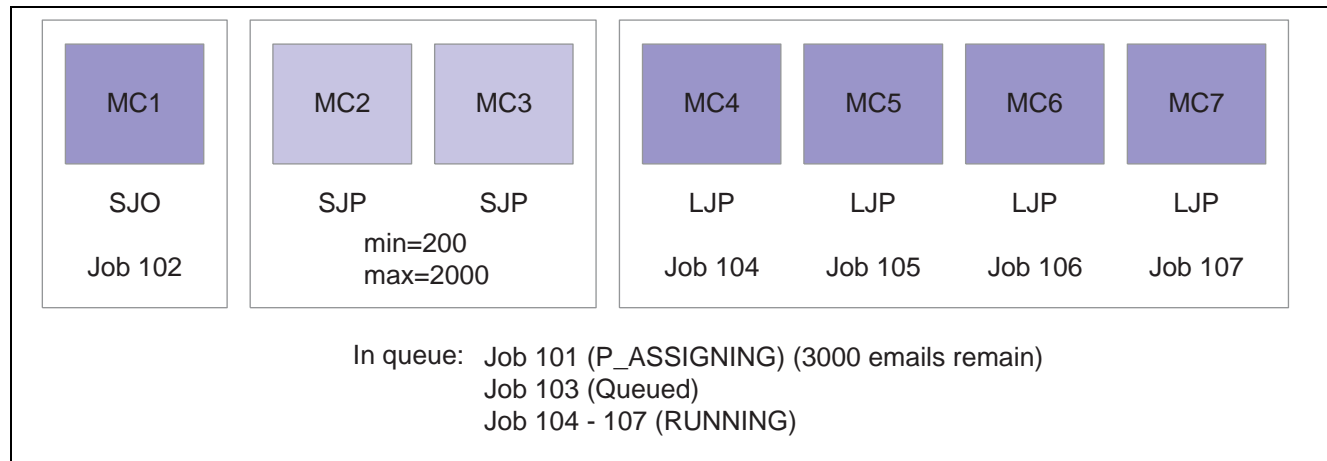 MC1 MC2 MC3 MC4 MC5 MC6 MC7
SJO SJP SJP LJP LJP LJP LJP
min=200
max=2000
Job 102 Job 104 Job 105 Job 106 Job 107
In queue: Job 101 (P_ASSIGNING) (3000 emails remain)
Job 103 (Queued)
Job 104 - 107 (RUNNING)